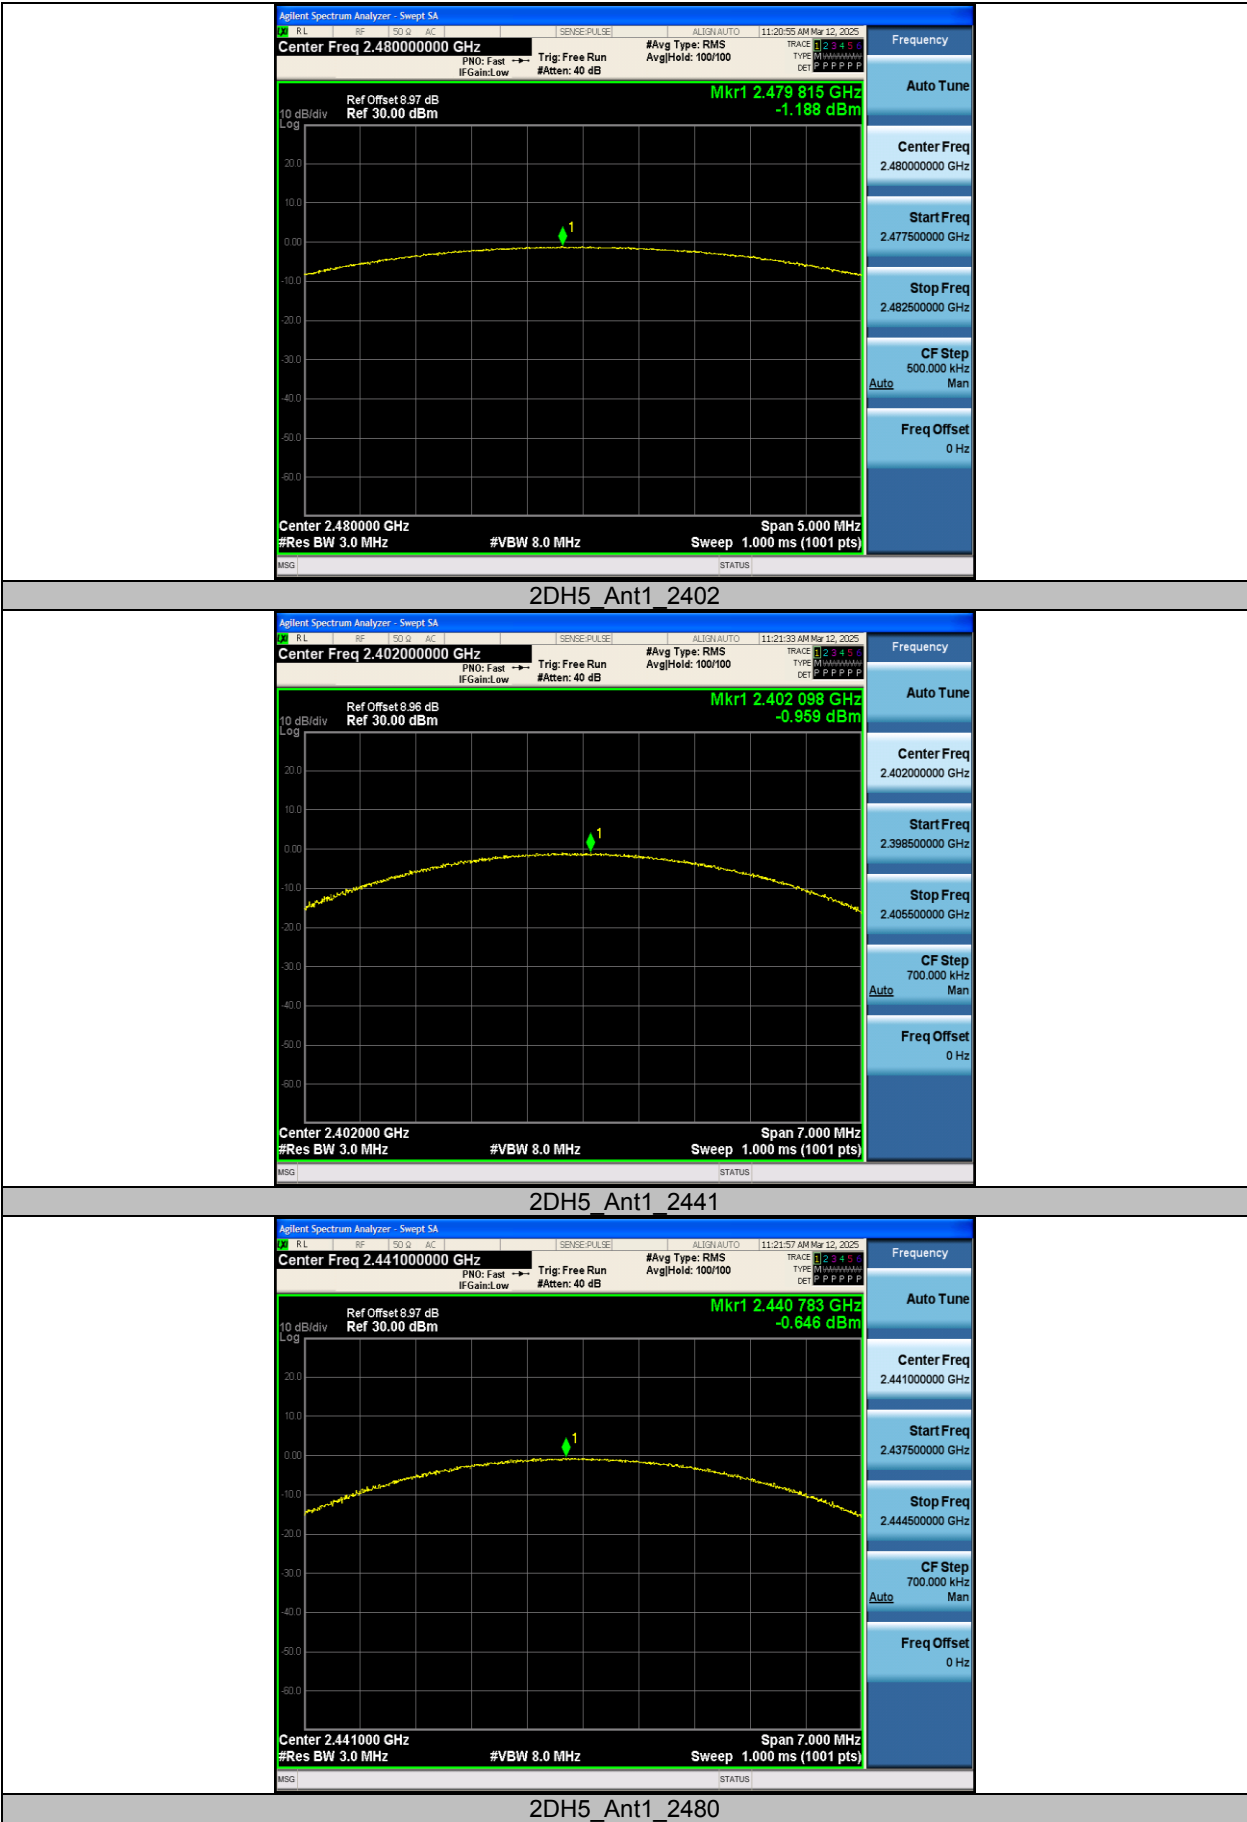 Agilent Spectrum Analyzer - Swept SA
RL RF 50 Ω AC SENSE:PULSE ALIGN AUTO 11:20:55 AM Mar 12, 2025
Center Freq 2.480000000 GHz
PNO: Fast
IFGain:Low
Trig: Free Run
#Atten: 40 dB
#Avg Type: RMS
Avg|Hold: 100/100
TRACE 1 2 3 4 5 6
TYPE M W W W W W
DET P P P P P P
Frequency
Auto Tune
Mkr1 2.479 815 GHz
-1.188 dBm
Ref Offset 8.97 dB
10 dB/div Ref 30.00 dBm
Log
20.0
10.0
1
0.00
-10.0
-20.0
-30.0
-40.0
-50.0
-60.0
Center 2.480000 GHz Span 5.000 MHz
#Res BW 3.0 MHz #VBW 8.0 MHz Sweep 1.000 ms (1001 pts)
Center Freq
2.480000000 GHz
Start Freq
2.477500000 GHz
Stop Freq
2.482500000 GHz
CF Step
500.000 kHz
Auto Man
Freq Offset
0 Hz
MSG STATUS
2DH5_Ant1_2402
Agilent Spectrum Analyzer - Swept SA
RL RF 50 Ω AC SENSE:PULSE ALIGN AUTO 11:21:33 AM Mar 12, 2025
Center Freq 2.402000000 GHz
PNO: Fast
IFGain:Low
Trig: Free Run
#Atten: 40 dB
#Avg Type: RMS
Avg|Hold: 100/100
TRACE 1 2 3 4 5 6
TYPE M W W W W W
DET P P P P P P
Frequency
Auto Tune
Mkr1 2.402 098 GHz
-0.959 dBm
Ref Offset 8.96 dB
10 dB/div Ref 30.00 dBm
Log
20.0
10.0
1
0.00
-10.0
-20.0
-30.0
-40.0
-50.0
-60.0
Center 2.402000 GHz Span 7.000 MHz
#Res BW 3.0 MHz #VBW 8.0 MHz Sweep 1.000 ms (1001 pts)
Center Freq
2.402000000 GHz
Start Freq
2.398500000 GHz
Stop Freq
2.405500000 GHz
CF Step
700.000 kHz
Auto Man
Freq Offset
0 Hz
MSG STATUS
2DH5_Ant1_2441
Agilent Spectrum Analyzer - Swept SA
RL RF 50 Ω AC SENSE:PULSE ALIGN AUTO 11:21:57 AM Mar 12, 2025
Center Freq 2.441000000 GHz
PNO: Fast
IFGain:Low
Trig: Free Run
#Atten: 40 dB
#Avg Type: RMS
Avg|Hold: 100/100
TRACE 1 2 3 4 5 6
TYPE M W W W W W
DET P P P P P P
Frequency
Auto Tune
Mkr1 2.440 783 GHz
-0.646 dBm
Ref Offset 8.97 dB
10 dB/div Ref 30.00 dBm
Log
20.0
10.0
1
0.00
-10.0
-20.0
-30.0
-40.0
-50.0
-60.0
Center 2.441000 GHz Span 7.000 MHz
#Res BW 3.0 MHz #VBW 8.0 MHz Sweep 1.000 ms (1001 pts)
Center Freq
2.441000000 GHz
Start Freq
2.437500000 GHz
Stop Freq
2.444500000 GHz
CF Step
700.000 kHz
Auto Man
Freq Offset
0 Hz
MSG STATUS
2DH5_Ant1_2480